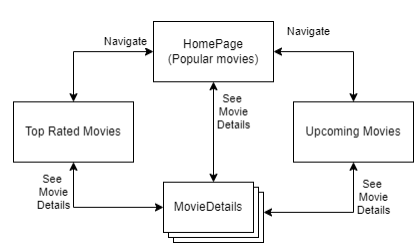 Navigate
HomePage
(Popular movies)
Navigate
See
Movie
Details
Top Rated Movies
Upcoming Movies
See
Movie
Details
MovieDetails
See
Movie
Details